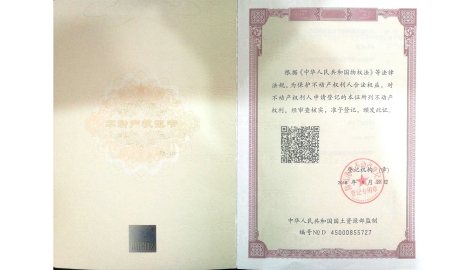 不动产权证书
根据《中华人民共和国物权法》等法律
法规，为保护不动产权利人合法权益，对
不动产权利人申请登记的本证所列不动产
权利，经审查核实，准予登记，颁发此证。
登记机构（章）
中华人民共和国国土资源部监制
编号NO D 45000855727